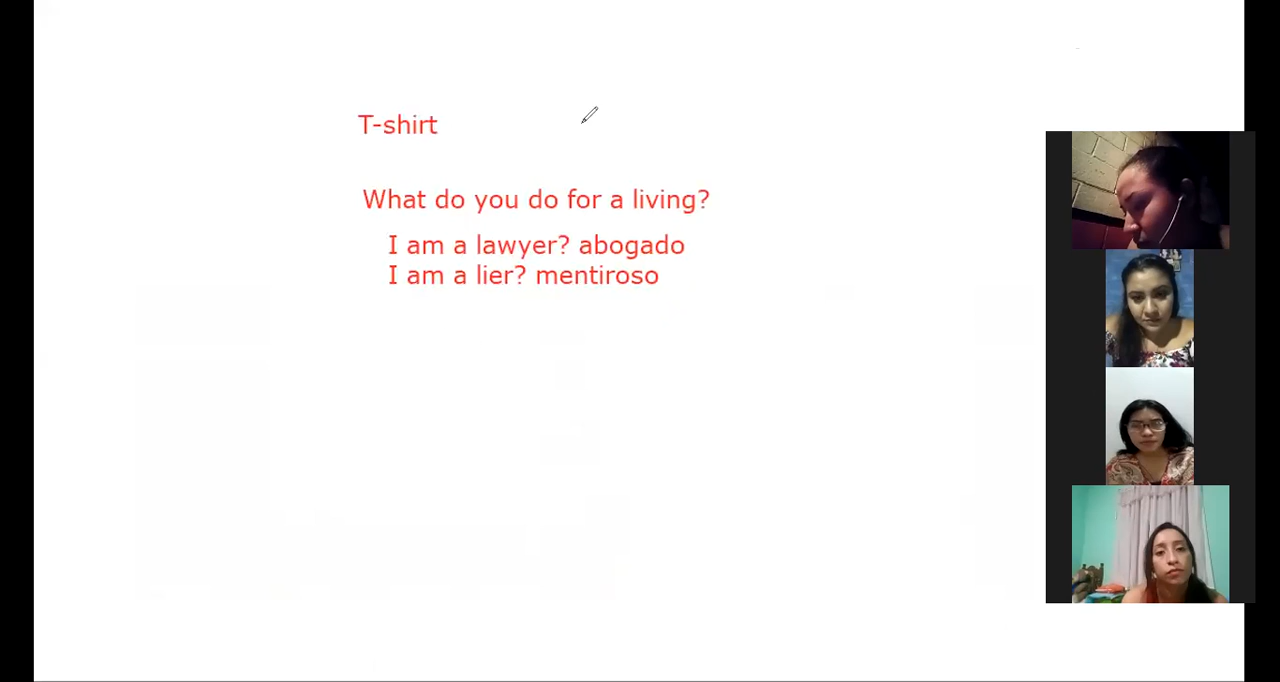 T-shirt
What do you do for a living?
I am a lawyer? abogado
I am a lier? mentiroso